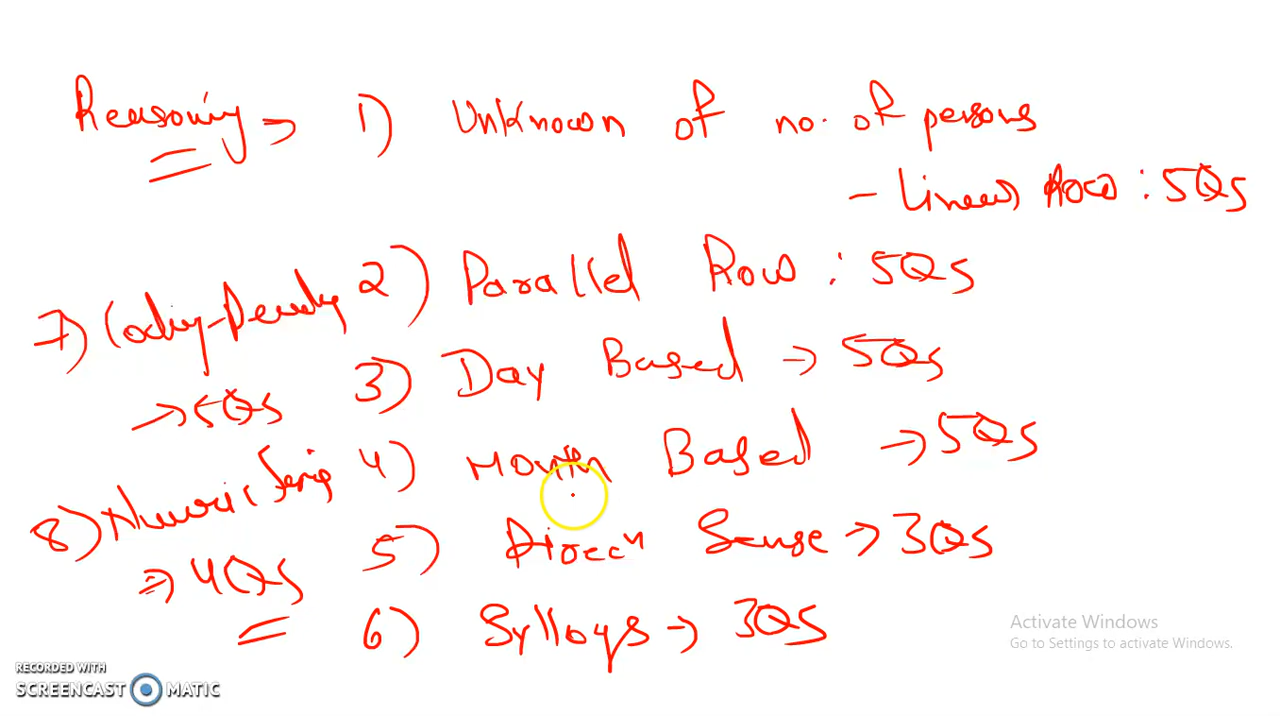 Reasoning → 1) Unknown of no. of persons
- Linear Row : 5Qs
2) Parallel Row : 5Qs
3) Day Based → 5Qs
4) Month Based → 5Qs
5) Direcn Sense → 3Qs
6) Sylloys → 3Qs
7) Coding-Decoding
→ 5Qs
8) Numeric Series
⇒ 4Qs
Activate Windows
Go to Settings to activate Windows.
RECORDED WITH
SCREENCAST MATIC